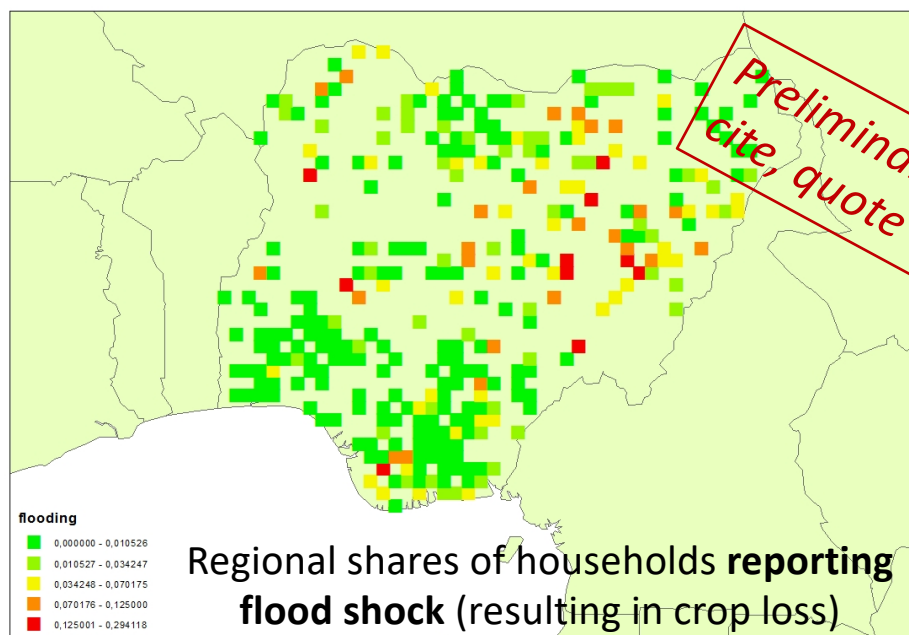 cite, quote
flooding
0,000000 - 0,010526
0,010527 - 0,034247
0,034248 - 0,070175
0,070176 - 0,125000
0,125001 - 0,294118
Regional shares of households reporting
flood shock (resulting in crop loss)